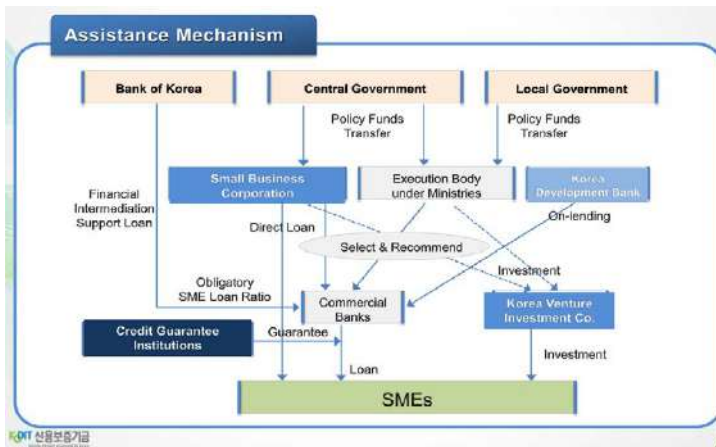 Assistance Mechanism
Bank of Korea
Central Government
Local Government
Policy Funds
Transfer
Policy Funds
Transfer
Small Business
Corporation
Execution Body
under Ministries
Korea
Development Bank
Financial
Intermediation
Support Loan
Direct Loan
On-lending
Select & Recommend
Investment
Obligatory
SME Loan Ratio
Commercial
Banks
Korea Venture
Investment Co.
Credit Guarantee
Institutions
Guarantee
Loan
Investment
SMEs
KODIT 신용보증기금